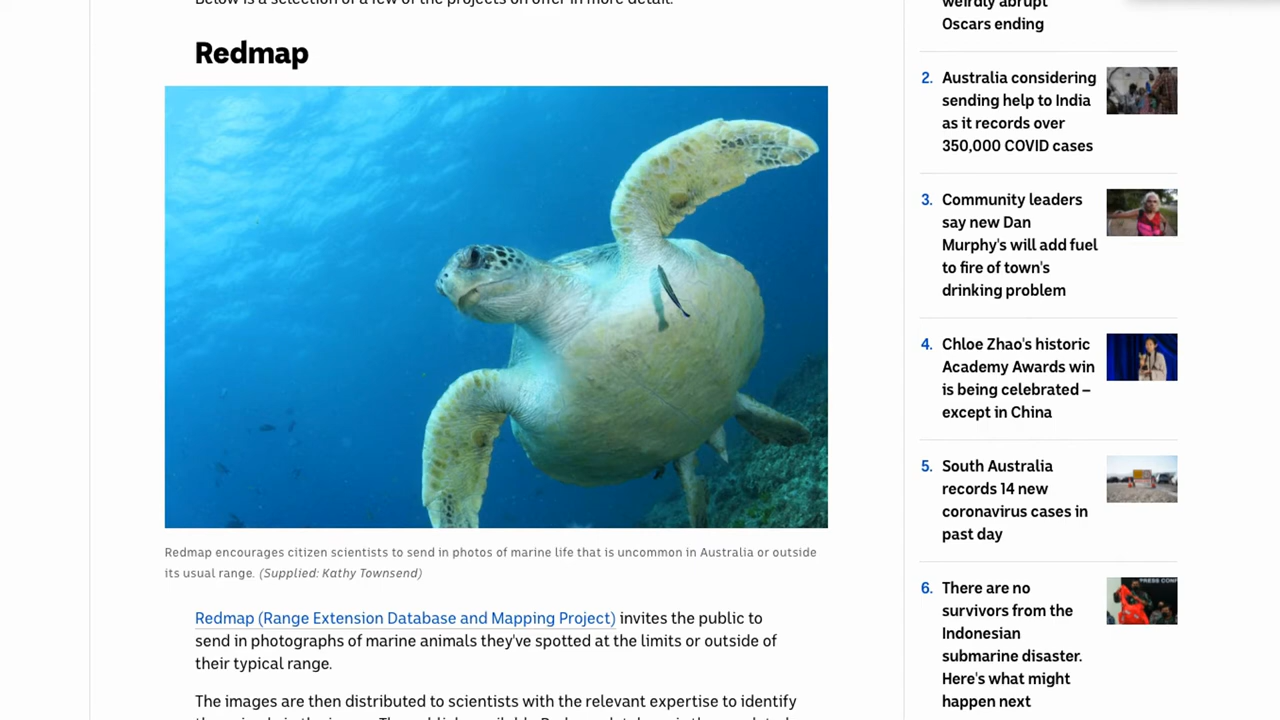 Below is a selection of a few of the projects on offer in more detail.
Redmap
Redmap encourages citizen scientists to send in photos of marine life that is uncommon in Australia or outside
its usual range. (Supplied: Kathy Townsend)
Redmap (Range Extension Database and Mapping Project) invites the public to
send in photographs of marine animals they've spotted at the limits or outside of
their typical range.
The images are then distributed to scientists with the relevant expertise to identify
weirdly abrupt
Oscars ending
2. Australia considering
sending help to India
as it records over
350,000 COVID cases
3. Community leaders
say new Dan
Murphy's will add fuel
to fire of town's
drinking problem
4. Chloe Zhao's historic
Academy Awards win
is being celebrated –
except in China
5. South Australia
records 14 new
coronavirus cases in
past day
6. There are no
survivors from the
Indonesian
submarine disaster.
Here's what might
happen next
PRESS CONF